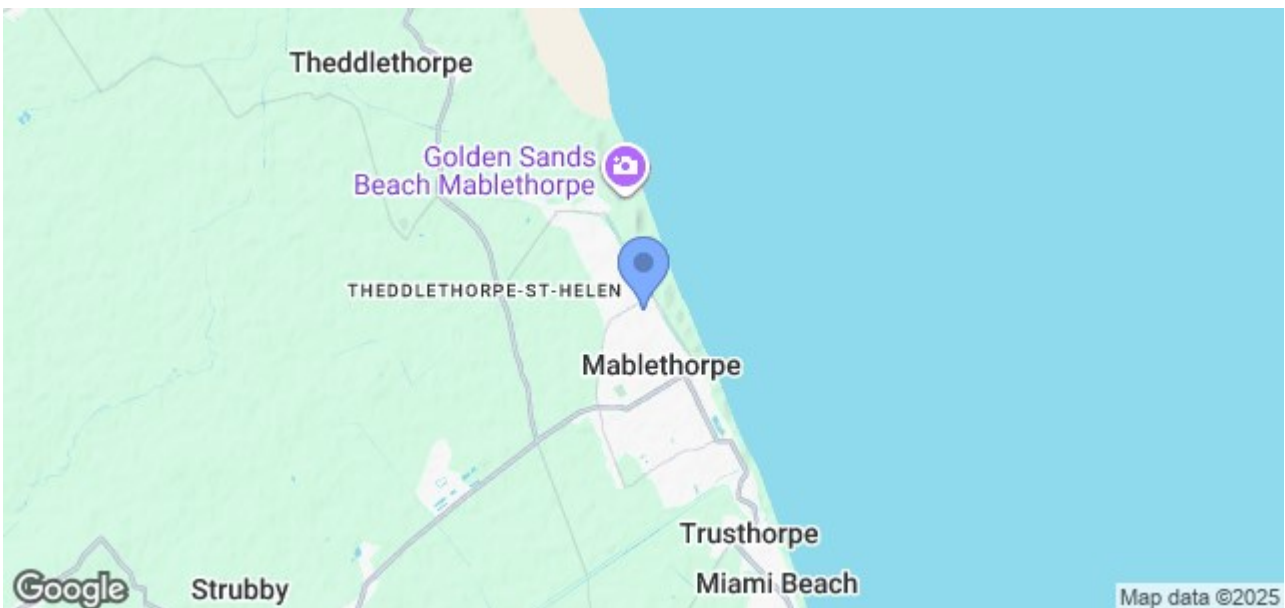 Theddlethorpe
Golden Sands
Beach Mablethorpe
THEDDLETHORPE-ST-HELEN
Mablethorpe
Trusthorpe
Miami Beach
Strubby
Google
Map data ©2025